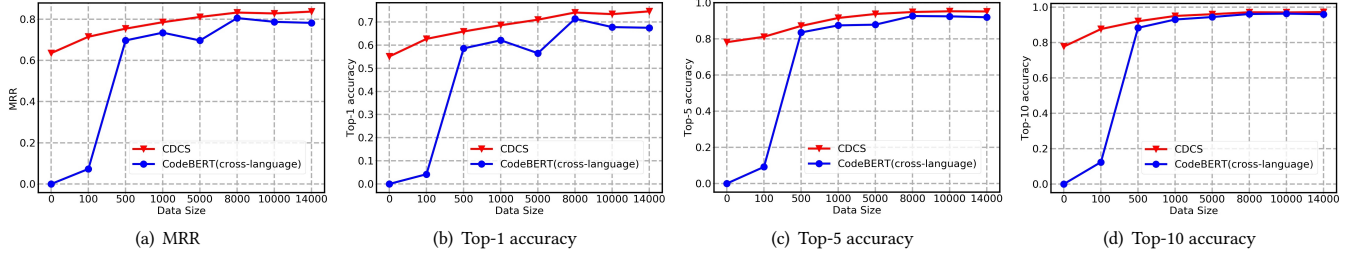 0.8
0.6
0.4
0.2
0.0
MRR
CDCS
CodeBERT(cross-language)
0 100 500 1000 5000 8000 10000 14000
Data Size
(a) MRR
0.7
0.6
0.5
0.4
0.3
0.2
0.1
0.0
Top-1 accuracy
CDCS
CodeBERT(cross-language)
0 100 500 1000 5000 8000 10000 14000
Data Size
(b) Top-1 accuracy
1.0
0.8
0.6
0.4
0.2
0.0
Top-5 accuracy
CDCS
CodeBERT(cross-language)
0 100 500 1000 5000 8000 10000 14000
Data Size
(c) Top-5 accuracy
1.0
0.8
0.6
0.4
0.2
0.0
Top-10 accuracy
CDCS
CodeBERT(cross-language)
0 100 500 1000 5000 8000 10000 14000
Data Size
(d) Top-10 accuracy